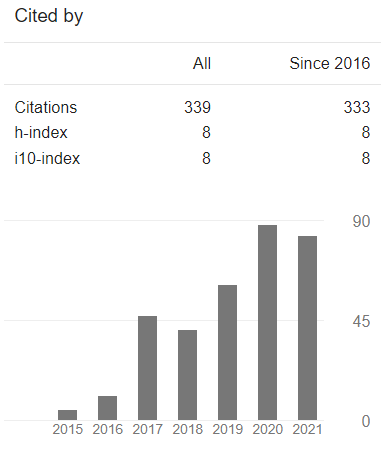 Cited by
All Since 2016
Citations 339 333
h-index 8 8
i10-index 8 8
90
45
0
2015 2016 2017 2018 2019 2020 2021